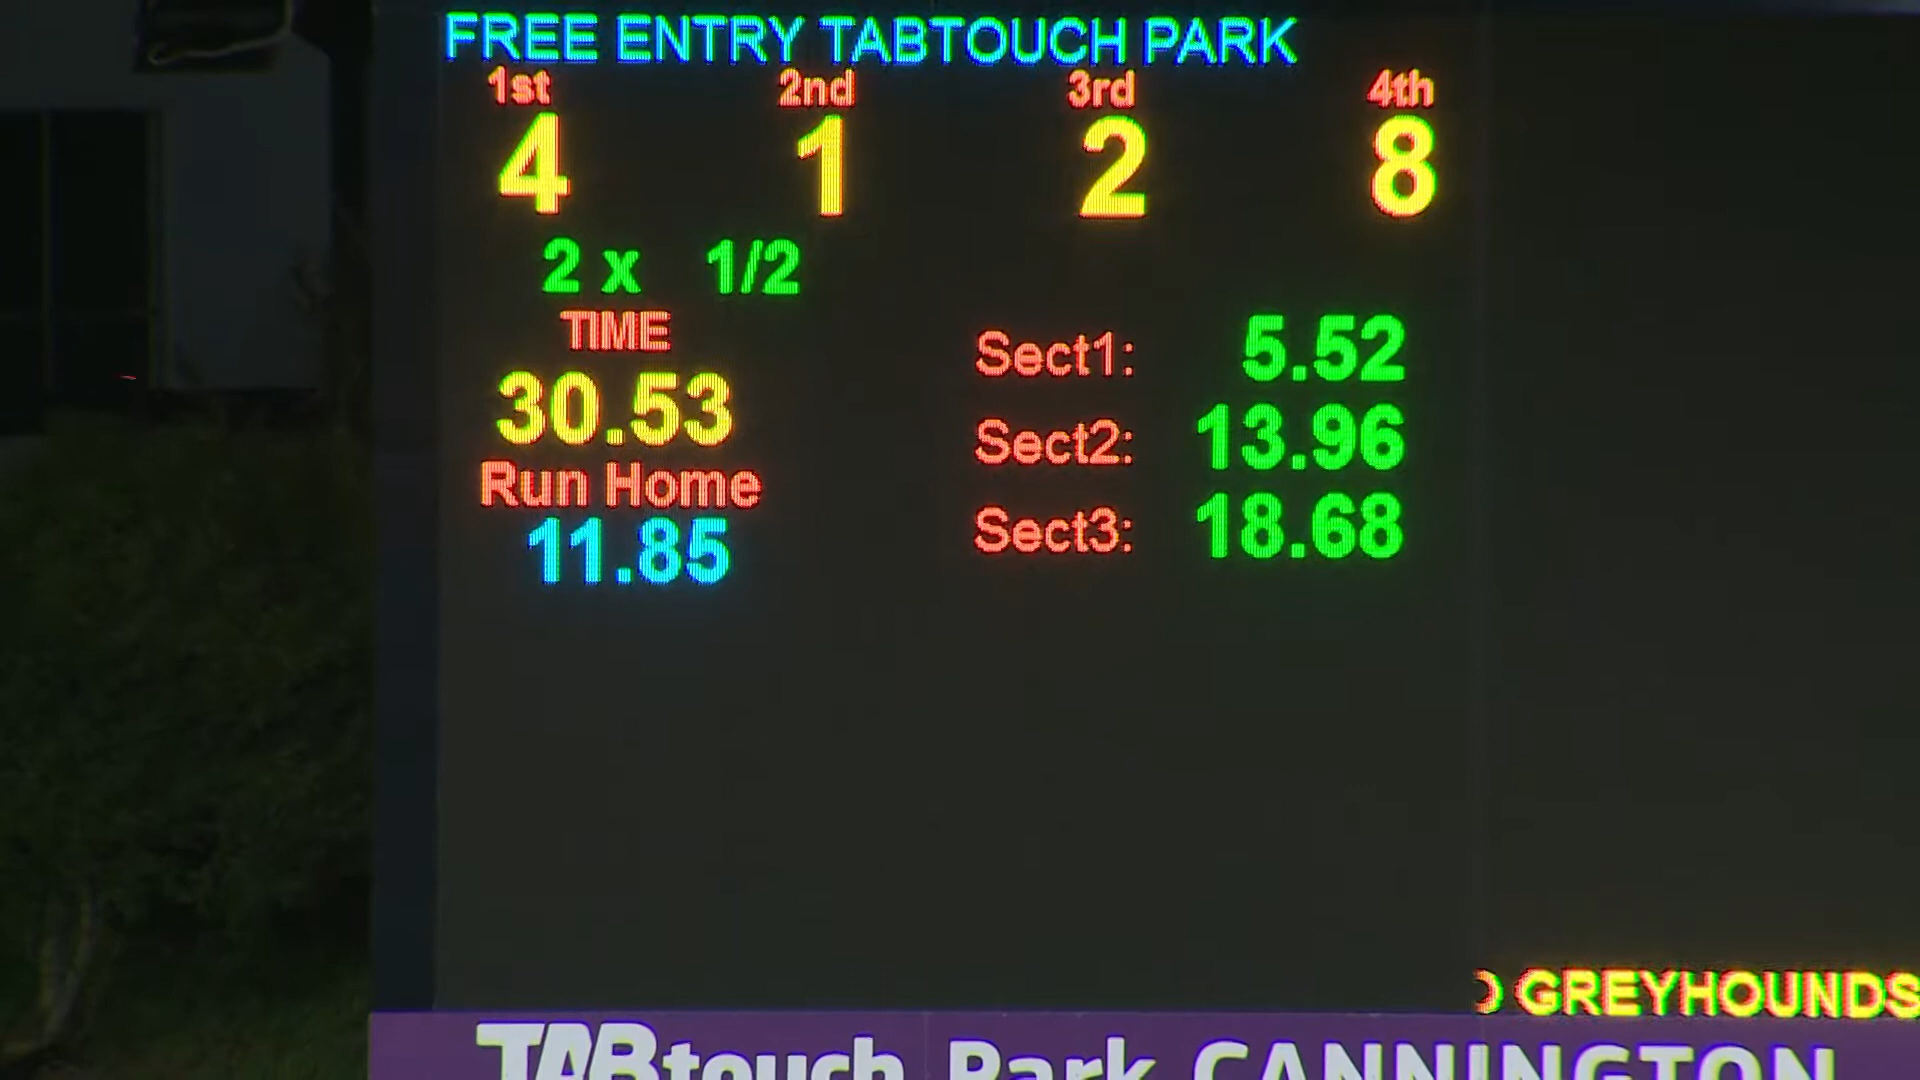 FREE ENTRY TABTOUCH PARK
1st 2nd 3rd 4th
4 1 2 8
2 x 1/2
TIME
30.53
Run Home
11.85
Sect1: 5.52
Sect2: 13.96
Sect3: 18.68
GREYHOUNDS
TABtouch Park CANNINGTON